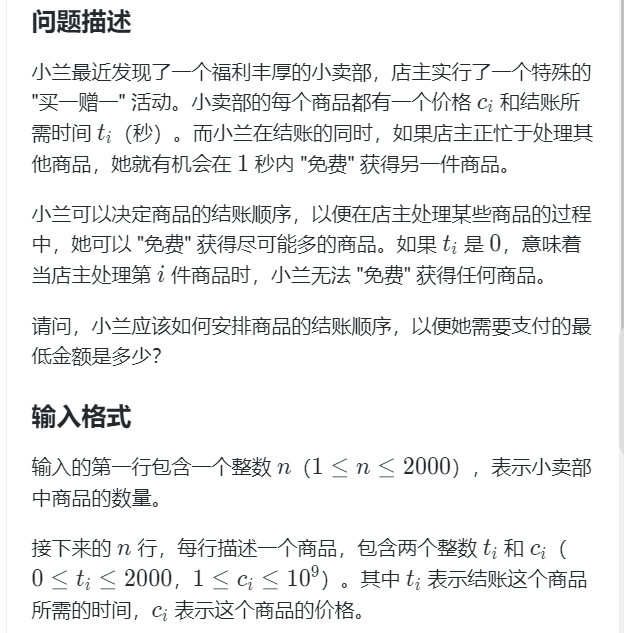 问题描述
小兰最近发现了一个福利丰厚的小卖部，店主实行了一个特殊的
"买一赠一" 活动。小卖部的每个商品都有一个价格 c_i 和结账所
需时间 t_i（秒）。而小兰在结账的同时，如果店主正忙于处理其
他商品，她就有机会在 1 秒内 "免费" 获得另一件商品。
小兰可以决定商品的结账顺序，以便在店主处理某些商品的过程
中，她可以 "免费" 获得尽可能多的商品。如果 t_i 是 0，意味着
当店主处理第 i 件商品时，小兰无法 "免费" 获得任何商品。
请问，小兰应该如何安排商品的结账顺序，以便她需要支付的最
低金额是多少？
输入格式
输入的第一行包含一个整数 n（1 ≤ n ≤ 2000），表示小卖部
中商品的数量。
接下来的 n 行，每行描述一个商品，包含两个整数 t_i 和 c_i（
0 ≤ t_i ≤ 2000，1 ≤ c_i ≤ 10^9）。其中 t_i 表示结账这个商品
所需的时间，c_i 表示这个商品的价格。